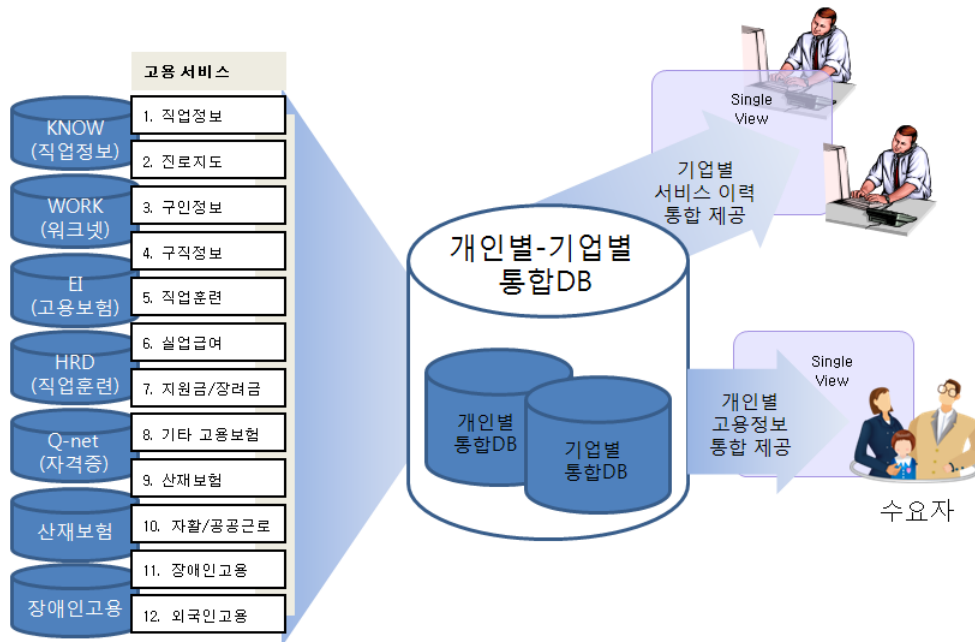 고용 서비스
KNOW
(직업정보)
WORK
(워크넷)
EI
(고용보험)
HRD
(직업훈련)
Q-net
(자격증)
산재보험
장애인고용
1. 직업정보
2. 진로지도
3. 구인정보
4. 구직정보
5. 직업훈련
6. 실업급여
7. 지원금/장려금
8. 기타 고용보험
9. 산재보험
10. 자활/공공근로
11. 장애인고용
12. 외국인고용
개인별-기업별
통합DB
개인별
통합DB
기업별
통합DB
기업별
서비스 이력
통합 제공
Single
View
개인별
고용정보
통합 제공
Single
View
수요자